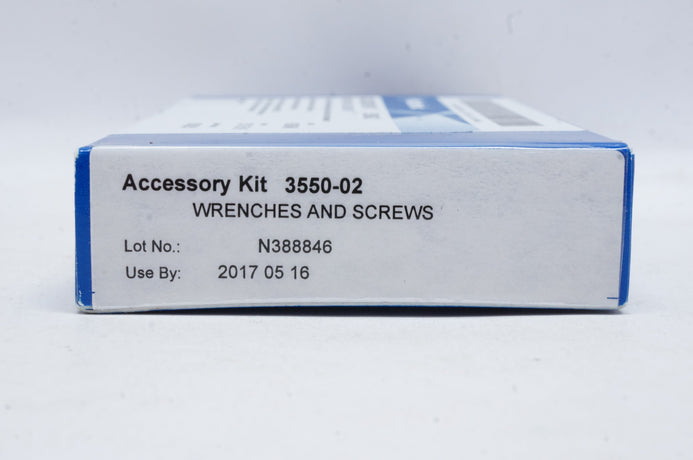 Accessory Kit 3550-02
WRENCHES AND SCREWS
Lot No.: N388846
Use By: 2017 05 16